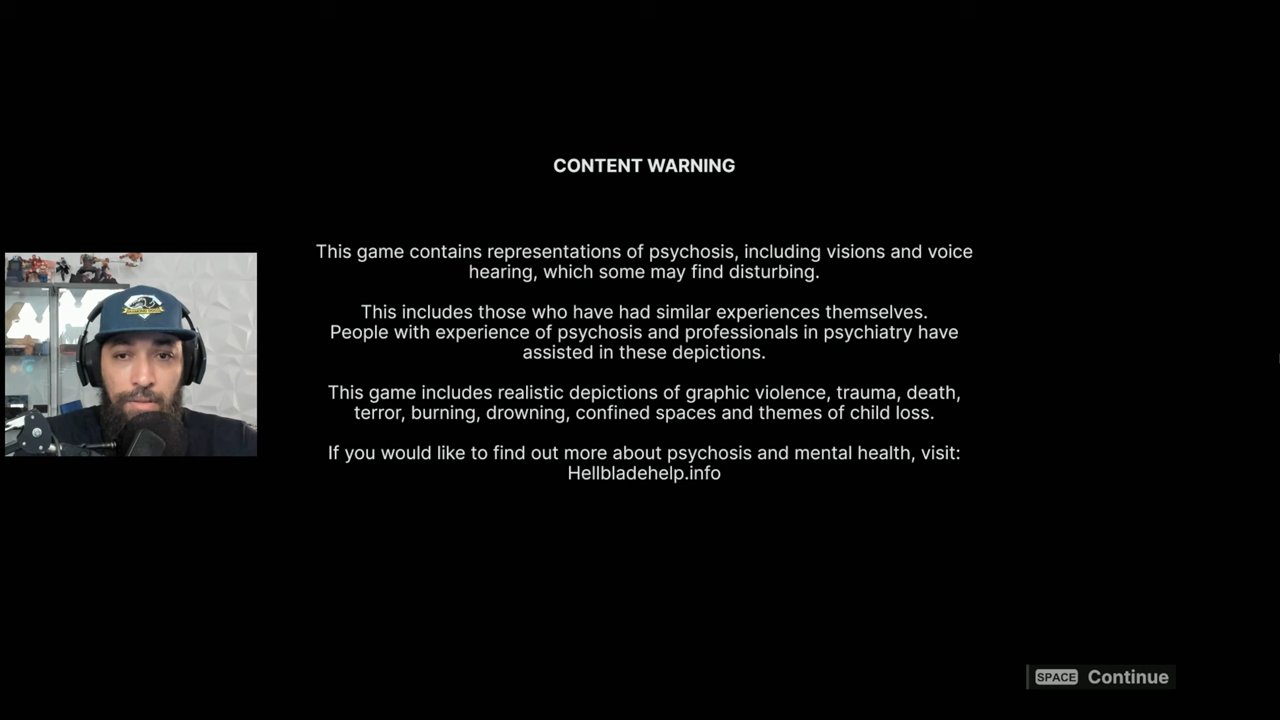 CONTENT WARNING
This game contains representations of psychosis, including visions and voice
hearing, which some may find disturbing.
This includes those who have had similar experiences themselves.
People with experience of psychosis and professionals in psychiatry have
assisted in these depictions.
This game includes realistic depictions of graphic violence, trauma, death,
terror, burning, drowning, confined spaces and themes of child loss.
If you would like to find out more about psychosis and mental health, visit:
Hellbladehelp.info
SPACE Continue